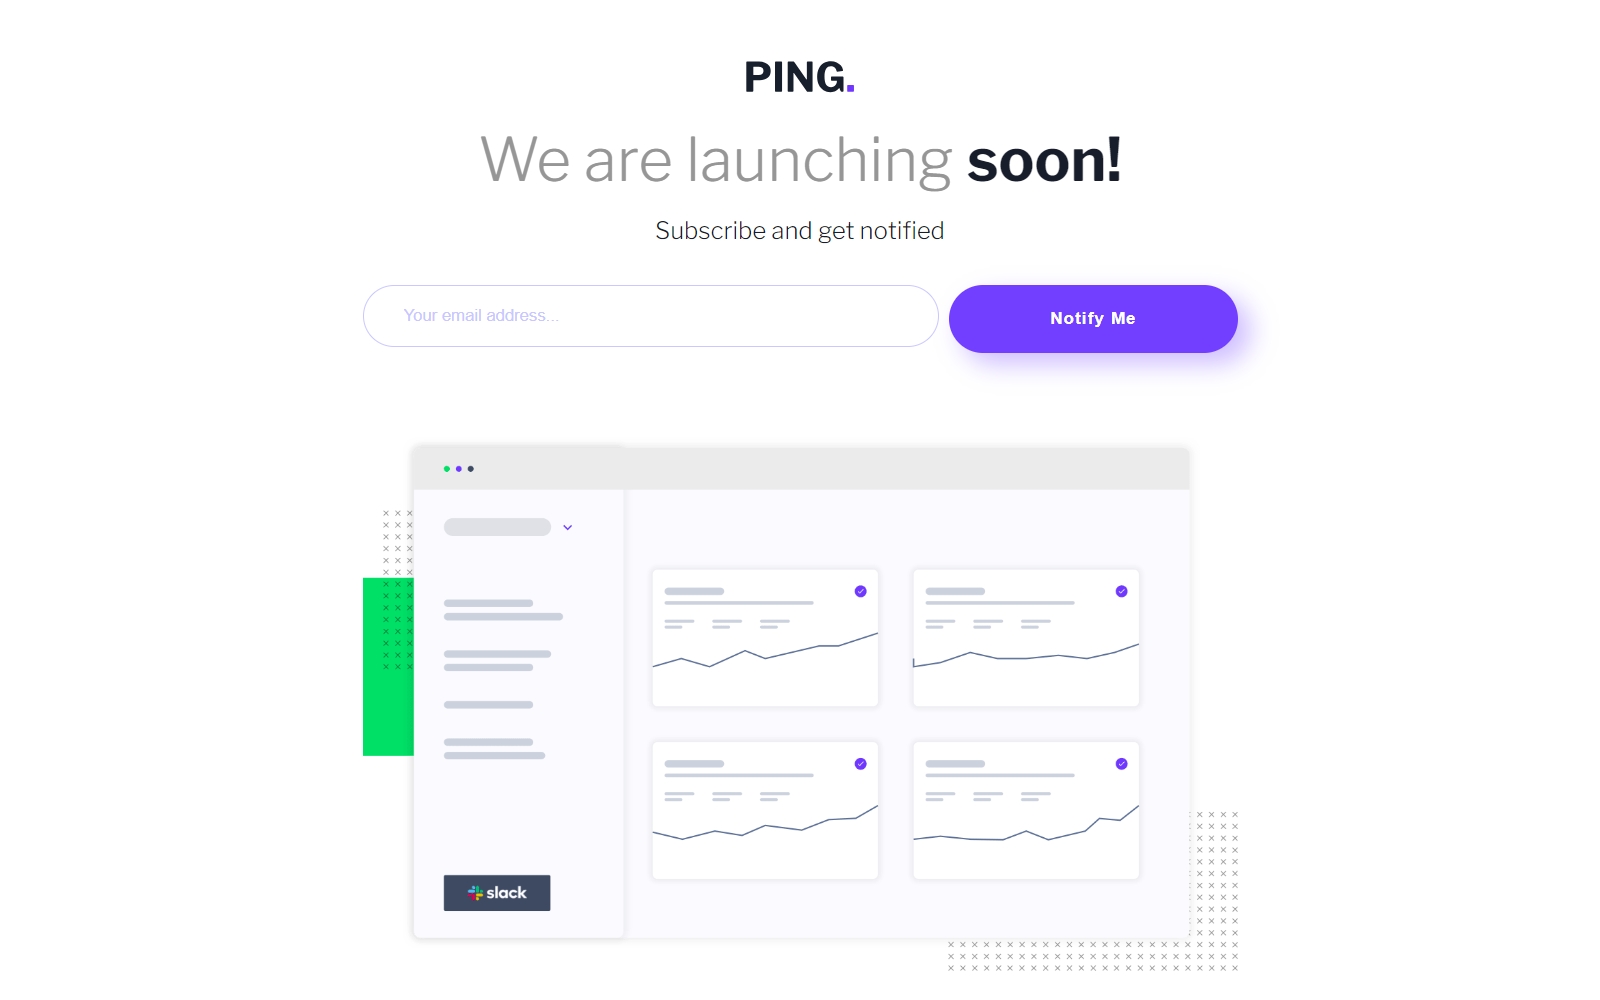 PING.
We are launching soon!
Subscribe and get notified
Your email address...
Notify Me
slack